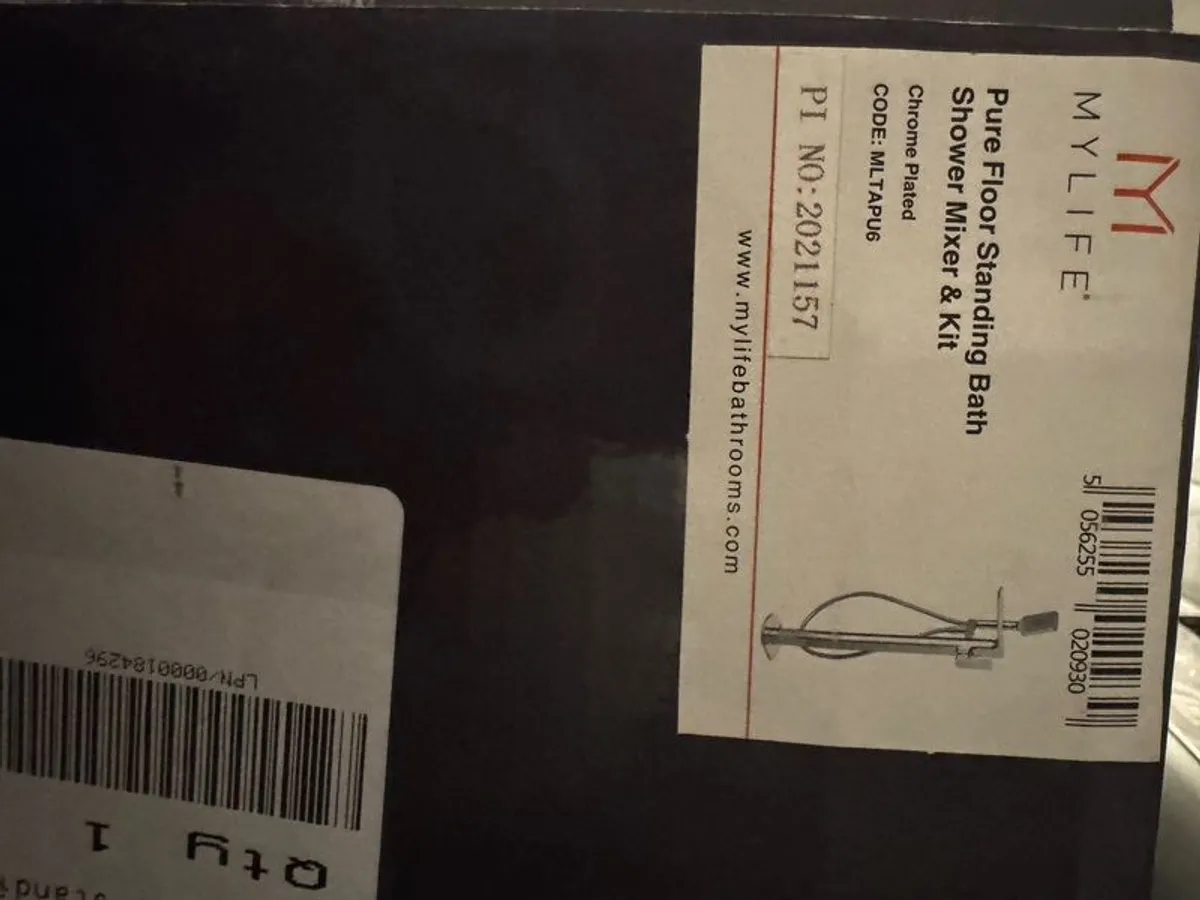 MYLIFE
Pure Floor Standing Bath
Shower Mixer & Kit
Chrome Plated
CODE: MLTAPU6
PI NO:2021157
www.mylifebathrooms.com
5 056255 020930
LPN/0000184296
Qty 1